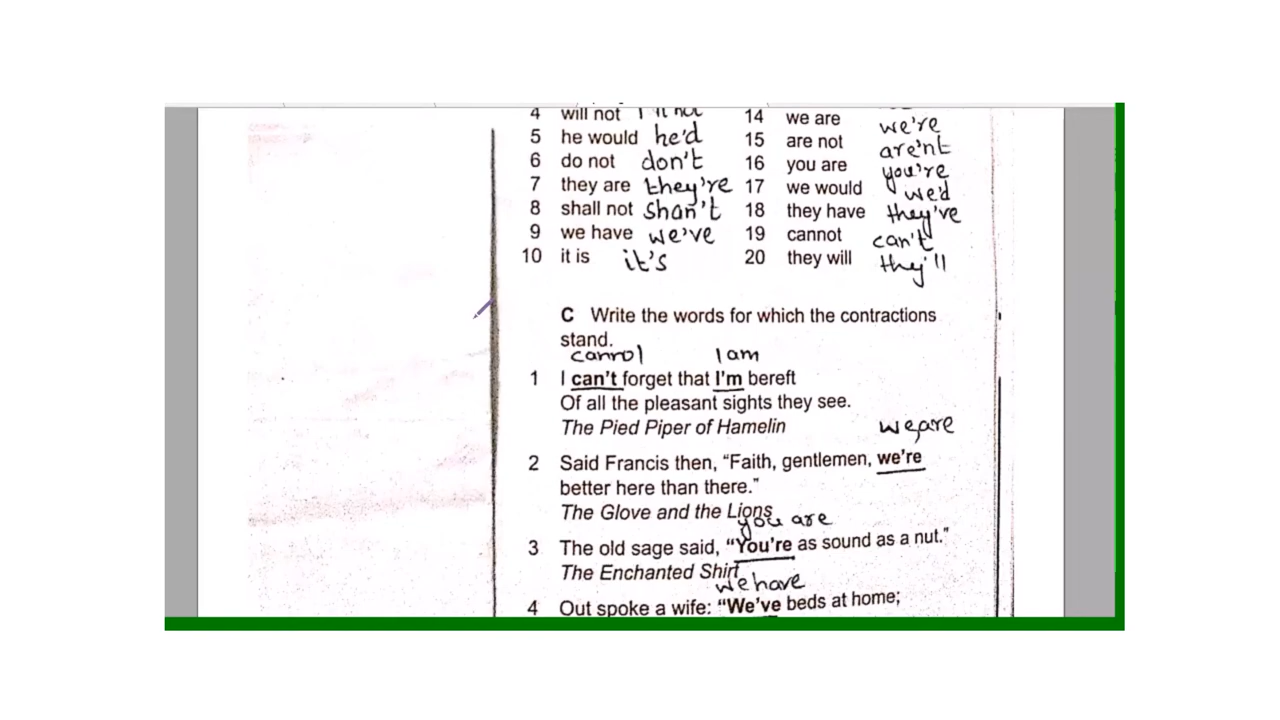 4 will not
14 we are we're
5 he would he'd
15 are not are'nt
6 do not don't
16 you are you're
7 they are they're
17 we would we'd
8 shall not shan't
18 they have they've
9 we have we've
19 cannot can't
10 it is it's
20 they will they'll
C Write the words for which the contractions
stand.
cannot I am
1 I can't forget that I'm bereft
Of all the pleasant sights they see.
The Pied Piper of Hamelin
we are
2 Said Francis then, “Faith, gentlemen, we're
better here than there.”
The Glove and the Lions
you are
3 The old sage said, “You're as sound as a nut.”
The Enchanted Shirt
we have
4 Out spoke a wife: “We've beds at home;